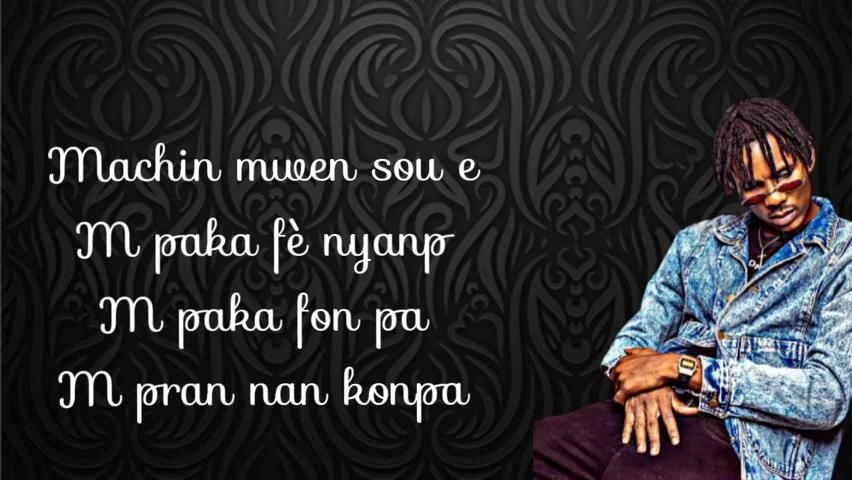 Machin mwen sou e
M paka fè nyanp
M paka fon pa
M pran nan konpa